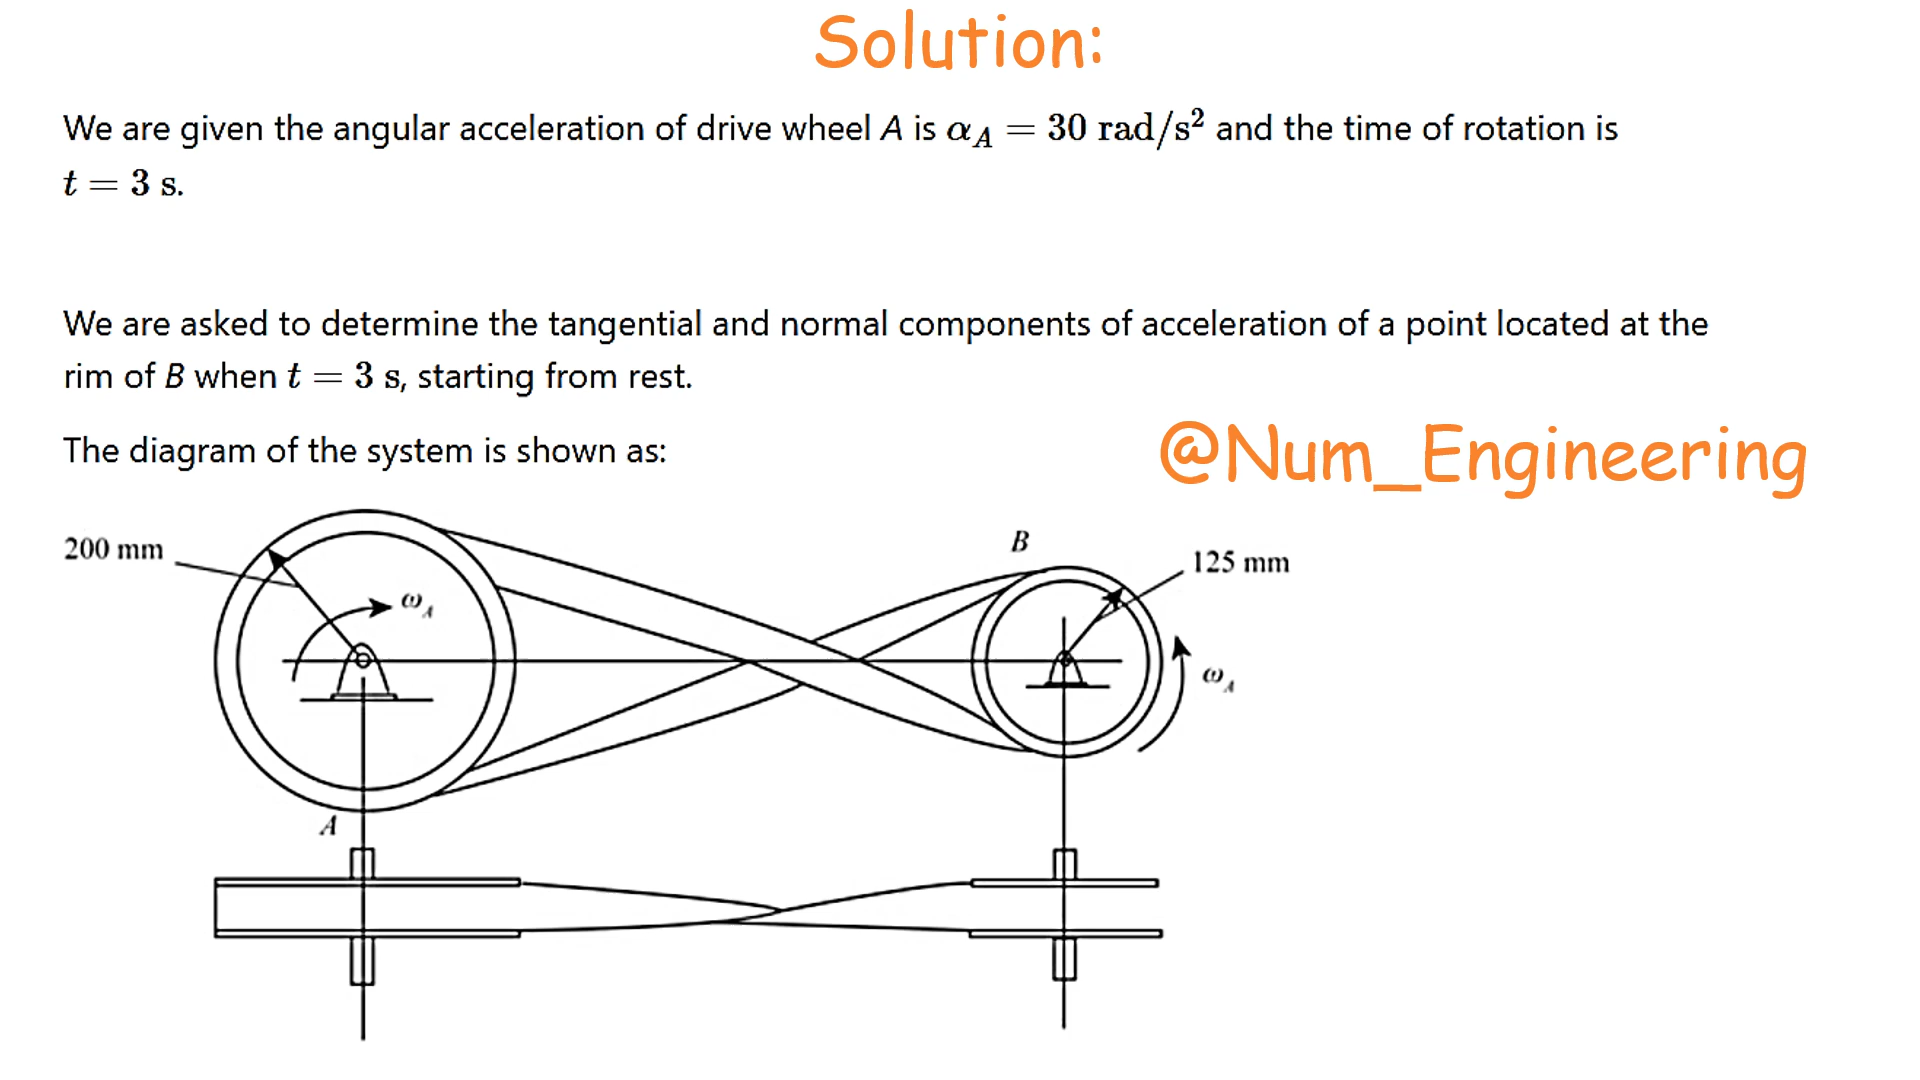 Solution:
We are given the angular acceleration of drive wheel A is α_A = 30 rad/s² and the time of rotation is
t = 3 s.
We are asked to determine the tangential and normal components of acceleration of a point located at the
rim of B when t = 3 s, starting from rest.
The diagram of the system is shown as:
@Num_Engineering
200 mm
ω_A
B
125 mm
ω_A
A